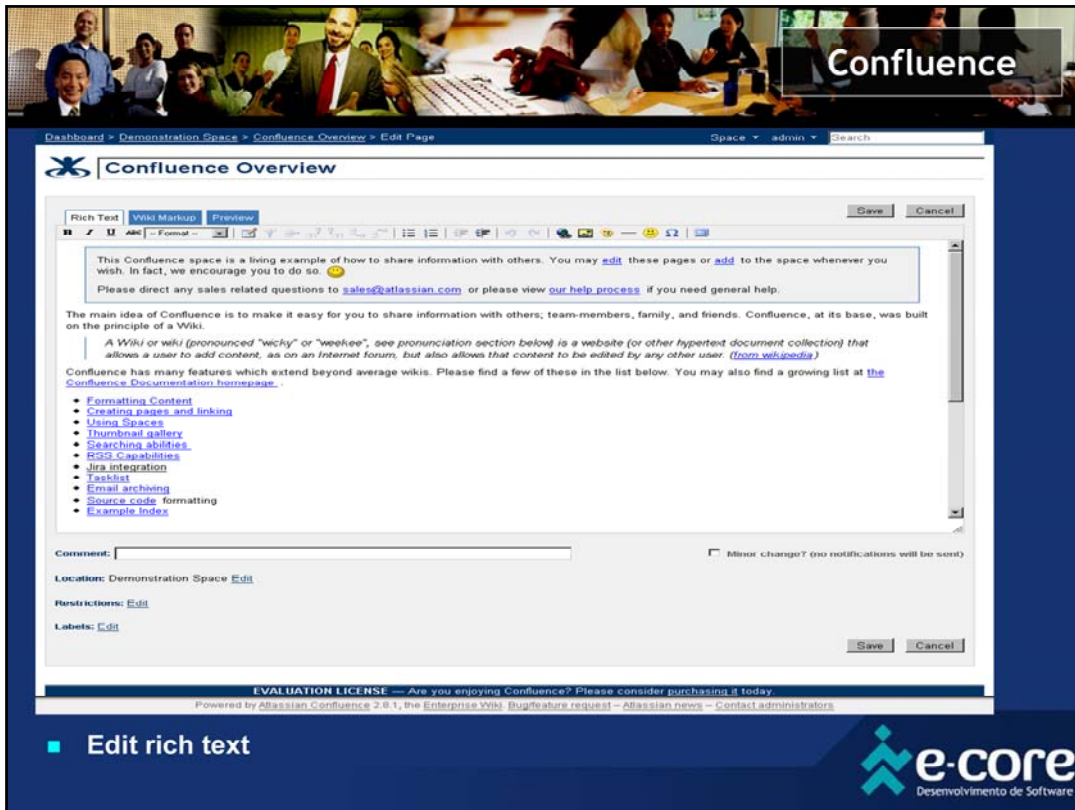 Confluence
Dashboard > Demonstration Space > Confluence Overview > Edit Page
Space admin Search
Confluence Overview
Rich Text Wiki Markup Preview
Save Cancel
B I U ABC -- Format --
This Confluence space is a living example of how to share information with others. You may edit these pages or add to the space whenever you
wish. In fact, we encourage you to do so.
Please direct any sales related questions to sales@atlassian.com or please view our help process if you need general help.
The main idea of Confluence is to make it easy for you to share information with others; team-members, family, and friends. Confluence, at its base, was built
on the principle of a Wiki.
A Wiki or wiki (pronounced "wicky" or "weekee", see pronunciation section below) is a website (or other hypertext document collection) that
allows a user to add content, as on an Internet forum, but also allows that content to be edited by any other user. (from wikipedia)
Confluence has many features which extend beyond average wikis. Please find a few of these in the list below. You may also find a growing list at the
Confluence Documentation homepage .
Formatting Content
Creating pages and linking
Using Spaces
Thumbnail gallery
Searching abilities
RSS Capabilities
Jira integration
Tasklist
Email archiving
Source code formatting
Example Index
Comment:
Minor change? (no notifications will be sent)
Location: Demonstration Space Edit
Restrictions: Edit
Labels: Edit
Save Cancel
EVALUATION LICENSE — Are you enjoying Confluence? Please consider purchasing it today.
Powered by Atlassian Confluence 2.8.1, the Enterprise Wiki. Bug/feature request – Atlassian news – Contact administrators
Edit rich text
e-core
Desenvolvimento de Software